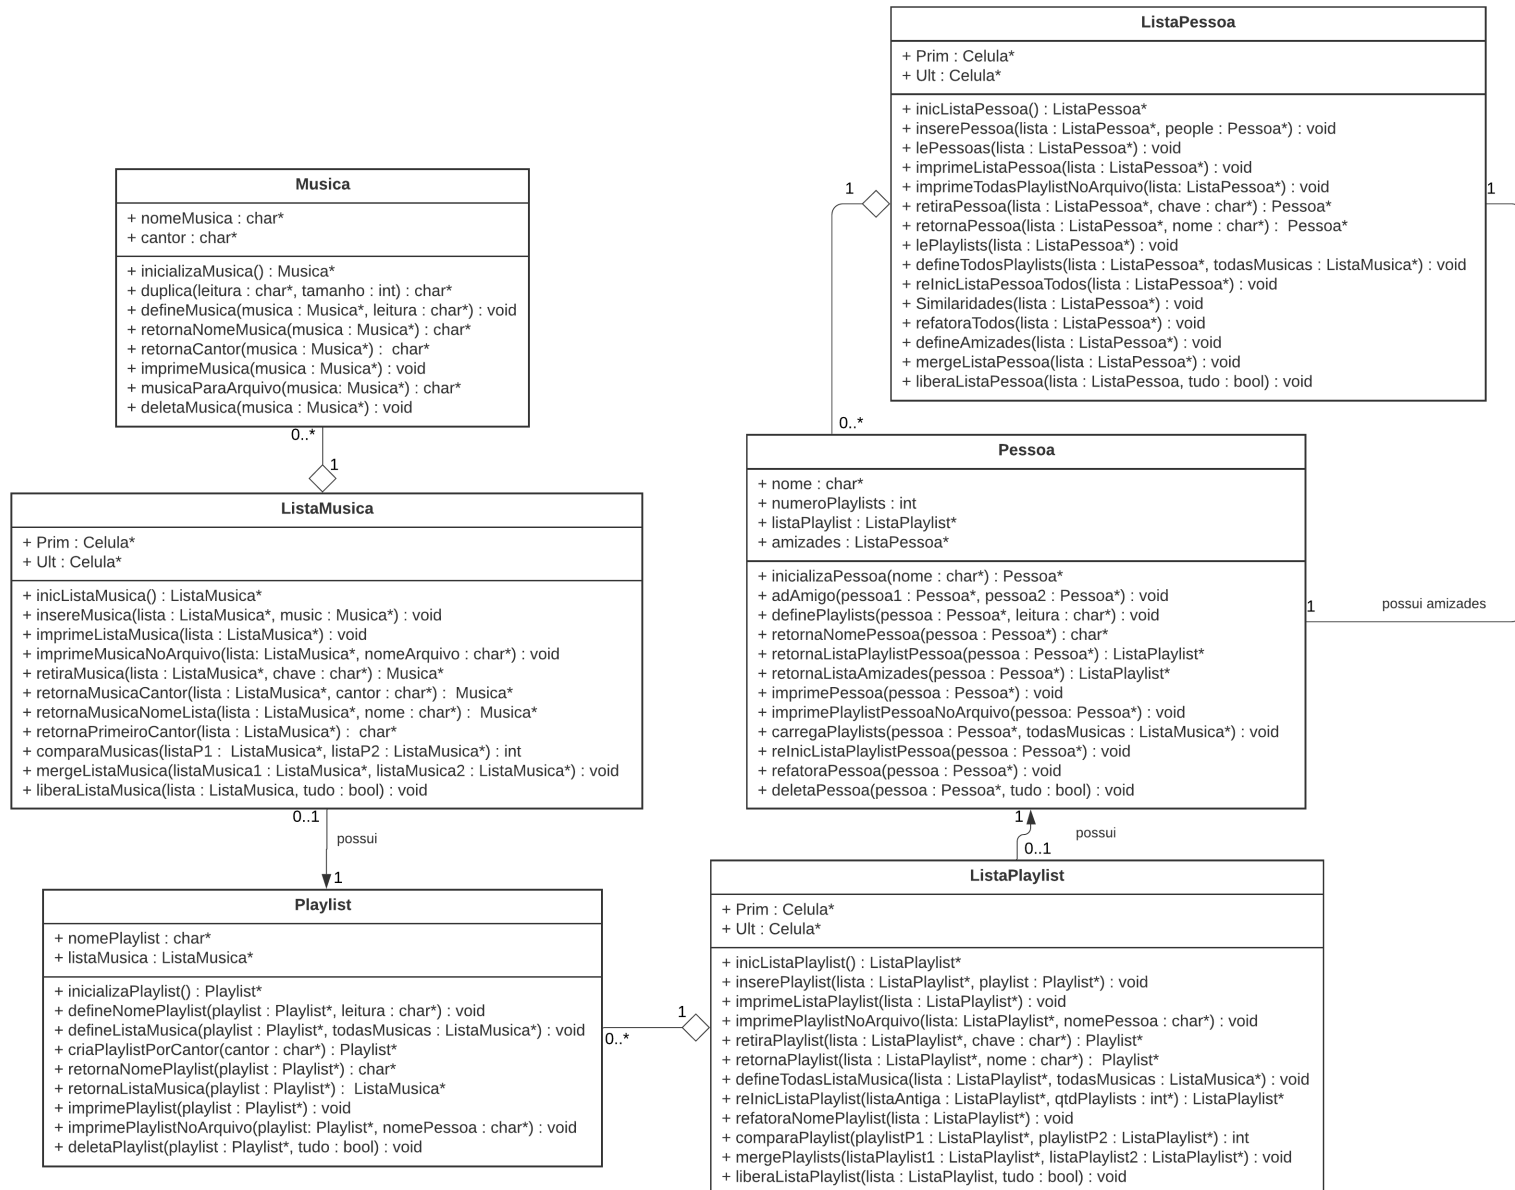 ListaPessoa
+ Prim : Celula*
+ Ult : Celula*
+ inicListaPessoa() : ListaPessoa*
+ inserePessoa(lista : ListaPessoa*, people : Pessoa*) : void
+ lePessoas(lista : ListaPessoa*) : void
+ imprimeListaPessoa(lista : ListaPessoa*) : void
+ imprimeTodasPlaylistNoArquivo(lista: ListaPessoa*) : void
+ retiraPessoa(lista : ListaPessoa*, chave : char*) : Pessoa*
+ retornaPessoa(lista : ListaPessoa*, nome : char*) :  Pessoa*
+ lePlaylists(lista : ListaPessoa*) : void
+ defineTodosPlaylists(lista : ListaPessoa*, todasMusicas : ListaMusica*) : void
+ reInicListaPessoaTodos(lista : ListaPessoa*) : void
+ Similaridades(lista : ListaPessoa*) : void
+ refatoraTodos(lista : ListaPessoa*) : void
+ defineAmizades(lista : ListaPessoa*) : void
+ mergeListaPessoa(lista : ListaPessoa*) : void
+ liberaListaPessoa(lista : ListaPessoa, tudo : bool) : void
1
1
0..*
Musica
+ nomeMusica : char*
+ cantor : char*
+ inicializaMusica() : Musica*
+ duplica(leitura : char*, tamanho : int) : char*
+ defineMusica(musica : Musica*, leitura : char*) : void
+ retornaNomeMusica(musica : Musica*) : char*
+ retornaCantor(musica : Musica*) :  char*
+ imprimeMusica(musica : Musica*) : void
+ musicaParaArquivo(musica: Musica*) : char*
+ deletaMusica(musica : Musica*) : void
0..*
1
ListaMusica
+ Prim : Celula*
+ Ult : Celula*
+ inicListaMusica() : ListaMusica*
+ insereMusica(lista : ListaMusica*, music : Musica*) : void
+ imprimeListaMusica(lista : ListaMusica*) : void
+ imprimeMusicaNoArquivo(lista: ListaMusica*, nomeArquivo : char*) : void
+ retiraMusica(lista : ListaMusica*, chave : char*) : Musica*
+ retornaMusicaCantor(lista : ListaMusica*, cantor : char*) :  Musica*
+ retornaMusicaNomeLista(lista : ListaMusica*, nome : char*) :  Musica*
+ retornaPrimeiroCantor(lista : ListaMusica*) :  char*
+ comparaMusicas(listaP1 :  ListaMusica*, listaP2 : ListaMusica*) : int
+ mergeListaMusica(listaMusica1 : ListaMusica*, listaMusica2 : ListaMusica*) : void
+ liberaListaMusica(lista : ListaMusica, tudo : bool) : void
0..1
possui
1
Pessoa
+ nome : char*
+ numeroPlaylists : int
+ listaPlaylist : ListaPlaylist*
+ amizades : ListaPessoa*
+ inicializaPessoa(nome : char*) : Pessoa*
+ adAmigo(pessoa1 : Pessoa*, pessoa2 : Pessoa*) : void
+ definePlaylists(pessoa : Pessoa*, leitura : char*) : void
+ retornaNomePessoa(pessoa : Pessoa*) : char*
+ retornaListaPlaylistPessoa(pessoa : Pessoa*) : ListaPlaylist*
+ retornaListaAmizades(pessoa : Pessoa*) : ListaPlaylist*
+ imprimePessoa(pessoa : Pessoa*) : void
+ imprimePlaylistPessoaNoArquivo(pessoa: Pessoa*) : void
+ carregaPlaylists(pessoa : Pessoa*, todasMusicas : ListaMusica*) : void
+ reInicListaPlaylistPessoa(pessoa : Pessoa*) : void
+ refatoraPessoa(pessoa : Pessoa*) : void
+ deletaPessoa(pessoa : Pessoa*, tudo : bool) : void
1
possui amizades
1
possui
0..1
Playlist
+ nomePlaylist : char*
+ listaMusica : ListaMusica*
+ inicializaPlaylist() : Playlist*
+ defineNomePlaylist(playlist : Playlist*, leitura : char*) : void
+ defineListaMusica(playlist : Playlist*, todasMusicas : ListaMusica*) : void
+ criaPlaylistPorCantor(cantor : char*) : Playlist*
+ retornaNomePlaylist(playlist : Playlist*) : char*
+ retornaListaMusica(playlist : Playlist*) :  ListaMusica*
+ imprimePlaylist(playlist : Playlist*) : void
+ imprimePlaylistNoArquivo(playlist: Playlist*, nomePessoa : char*) : void
+ deletaPlaylist(playlist : Playlist*, tudo : bool) : void
1
0..*
ListaPlaylist
+ Prim : Celula*
+ Ult : Celula*
+ inicListaPlaylist() : ListaPlaylist*
+ inserePlaylist(lista : ListaPlaylist*, playlist : Playlist*) : void
+ imprimeListaPlaylist(lista : ListaPlaylist*) : void
+ imprimePlaylistNoArquivo(lista: ListaPlaylist*, nomePessoa : char*) : void
+ retiraPlaylist(lista : ListaPlaylist*, chave : char*) : Playlist*
+ retornaPlaylist(lista : ListaPlaylist*, nome : char*) :  Playlist*
+ defineTodasListaMusica(lista : ListaPlaylist*, todasMusicas : ListaMusica*) : void
+ reInicListaPlaylist(listaAntiga : ListaPlaylist*, qtdPlaylists : int*) : ListaPlaylist*
+ refatoraNomePlaylist(lista : ListaPlaylist*) : void
+ comparaPlaylist(playlistP1 : ListaPlaylist*, playlistP2 : ListaPlaylist*) : int
+ mergePlaylists(listaPlaylist1 : ListaPlaylist*, listaPlaylist2 : ListaPlaylist*) : void
+ liberaListaPlaylist(lista : ListaPlaylist, tudo : bool) : void